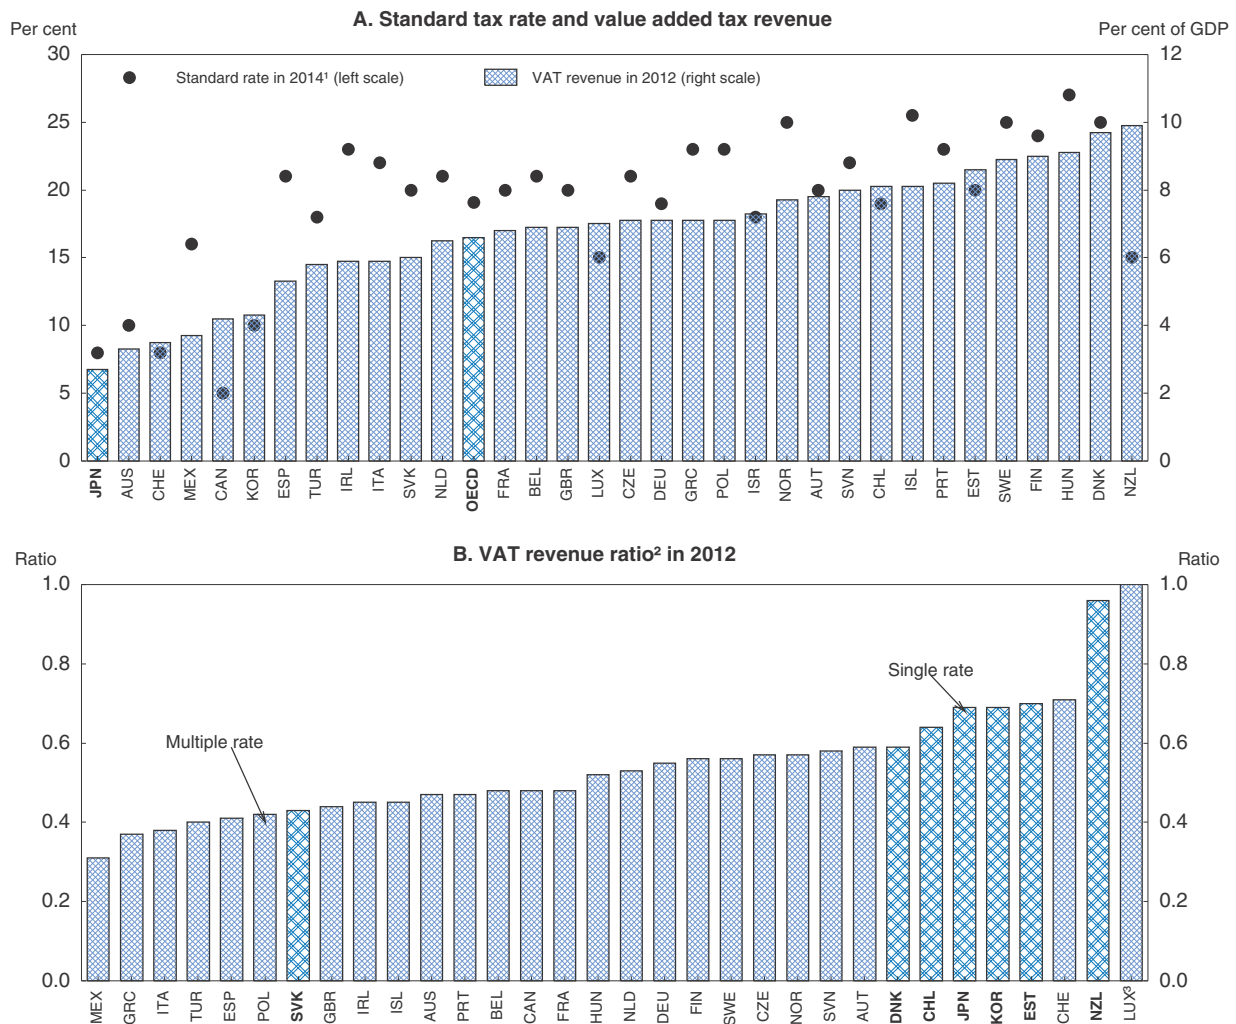 A. Standard tax rate and value added tax revenue
Per cent
Per cent of GDP
30 12
Standard rate in 2014¹ (left scale) VAT revenue in 2012 (right scale)
25 10
20 8
15 6
10 4
5 2
0 0
JPN AUS CHE MEX CAN KOR ESP TUR IRL ITA SVK NLD OECD FRA BEL GBR LUX CZE DEU GRC POL ISR NOR AUT SVN CHL ISL PRT EST SWE FIN HUN DNK NZL
B. VAT revenue ratio² in 2012
Ratio Ratio
1.0 1.0
0.8 0.8
Single rate
Multiple rate
0.6 0.6
0.4 0.4
0.2 0.2
0.0 0.0
MEX GRC ITA TUR ESP POL SVK GBR IRL ISL AUS PRT BEL CAN FRA HUN NLD DEU FIN SWE CZE NOR SVN AUT DNK CHL JPN KOR EST CHE NZL LUX³